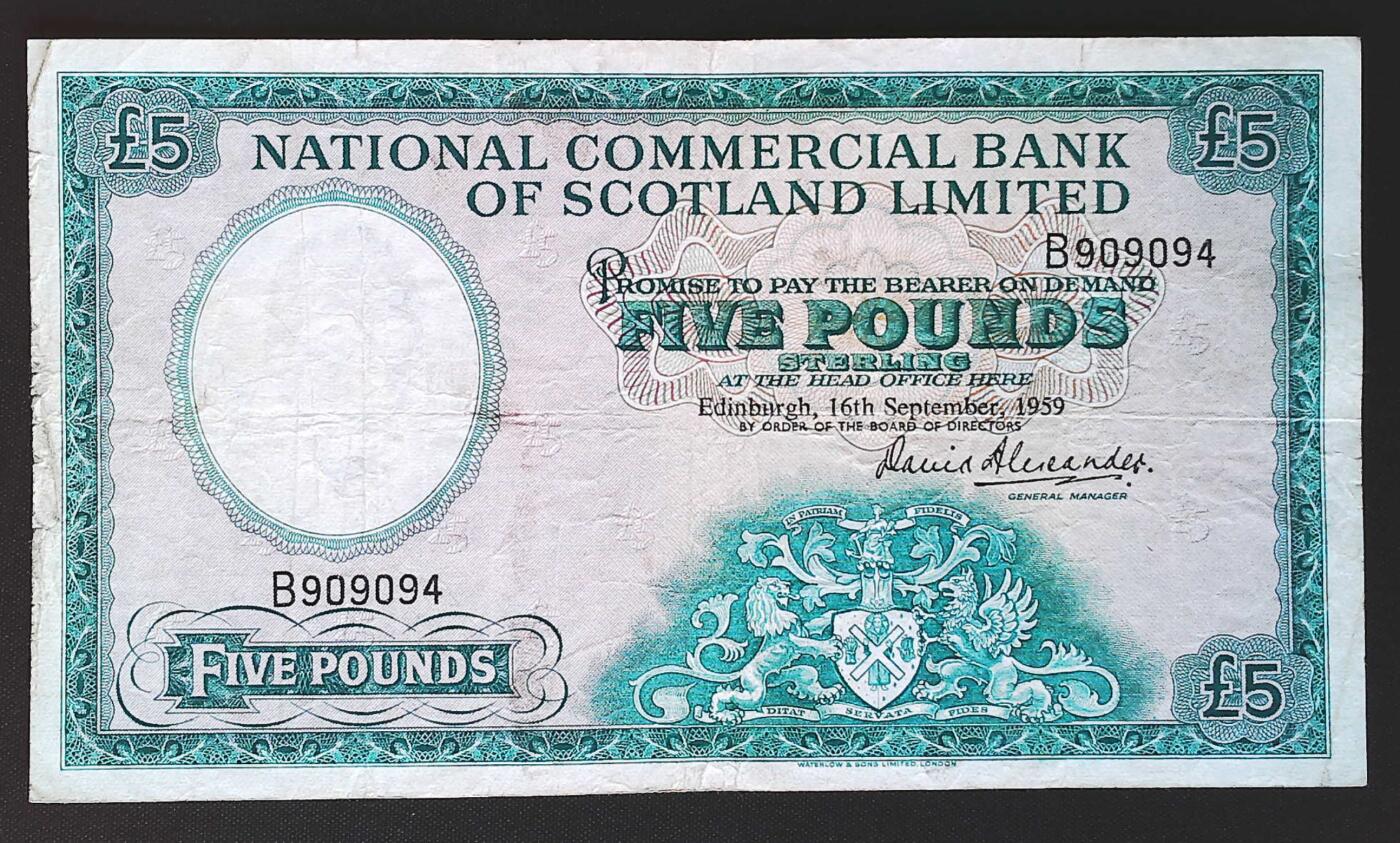 £5
£5
NATIONAL COMMERCIAL BANK
OF SCOTLAND LIMITED
B909094
PROMISE TO PAY THE BEARER ON DEMAND
FIVE POUNDS
STERLING
AT THE HEAD OFFICE HERE
Edinburgh, 16th September, 1959
BY ORDER OF THE BOARD OF DIRECTORS
David Alexander.
GENERAL MANAGER
IN PATRIAM FIDELIS
B909094
FIVE POUNDS
£5
DITAT SERVATA FIDES
WATERLOW & SONS LIMITED, LONDON